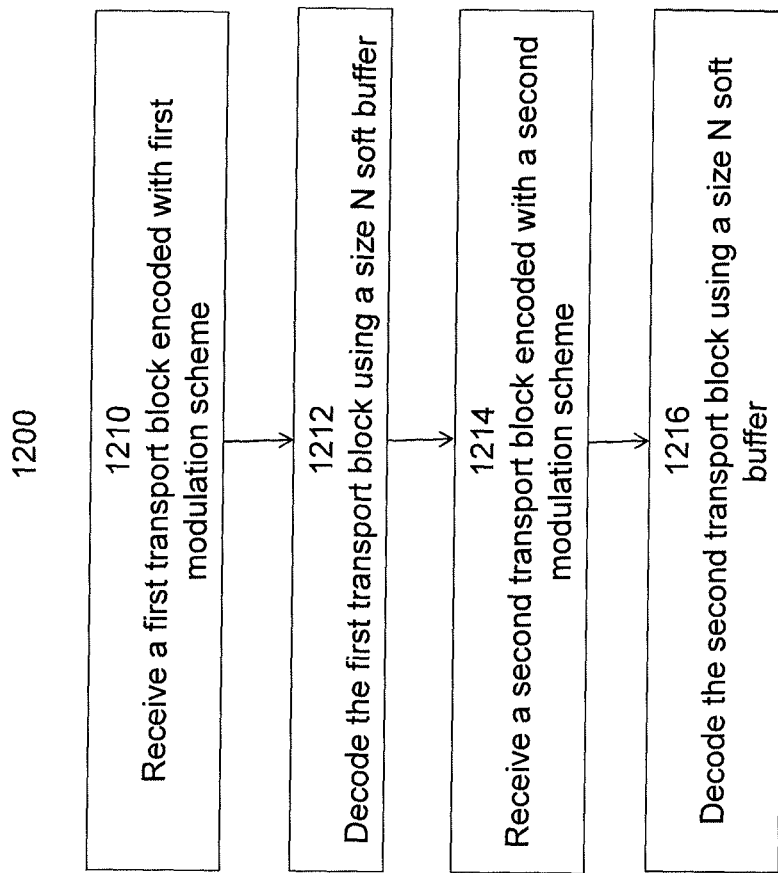 1200
1210
Receive a first transport block encoded with first
modulation scheme
1212
Decode the first transport block using a size N soft buffer
1214
Receive a second transport block encoded with a second
modulation scheme
1216
Decode the second transport block using a size N soft
buffer